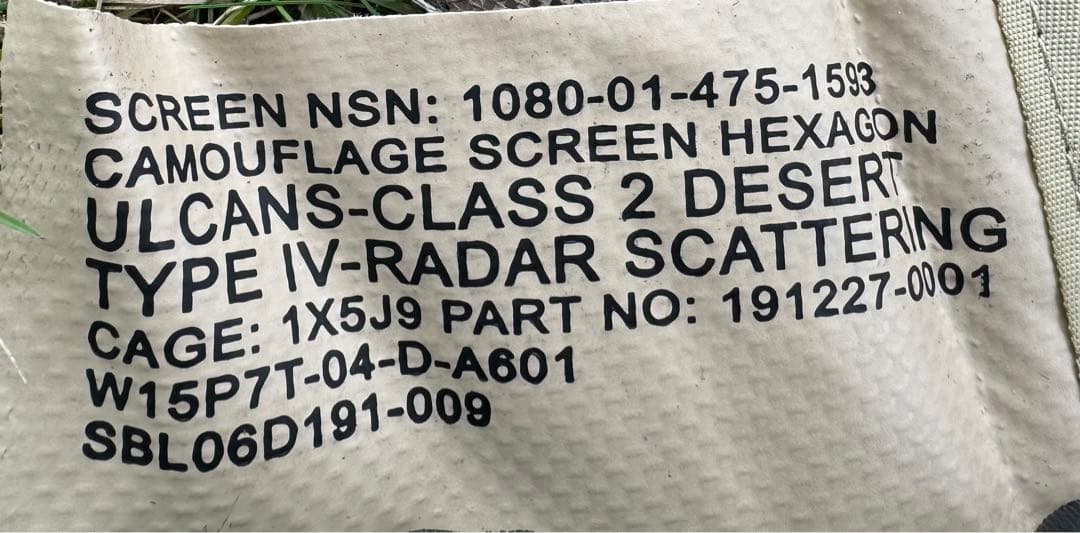 SCREEN NSN: 1080-01-475-1593
CAMOUFLAGE SCREEN HEXAGON
ULCANS-CLASS 2 DESERT
TYPE IV-RADAR SCATTERING
CAGE: 1X5J9 PART NO: 191227-0001
W15P7T-04-D-A601
SBL06D191-009